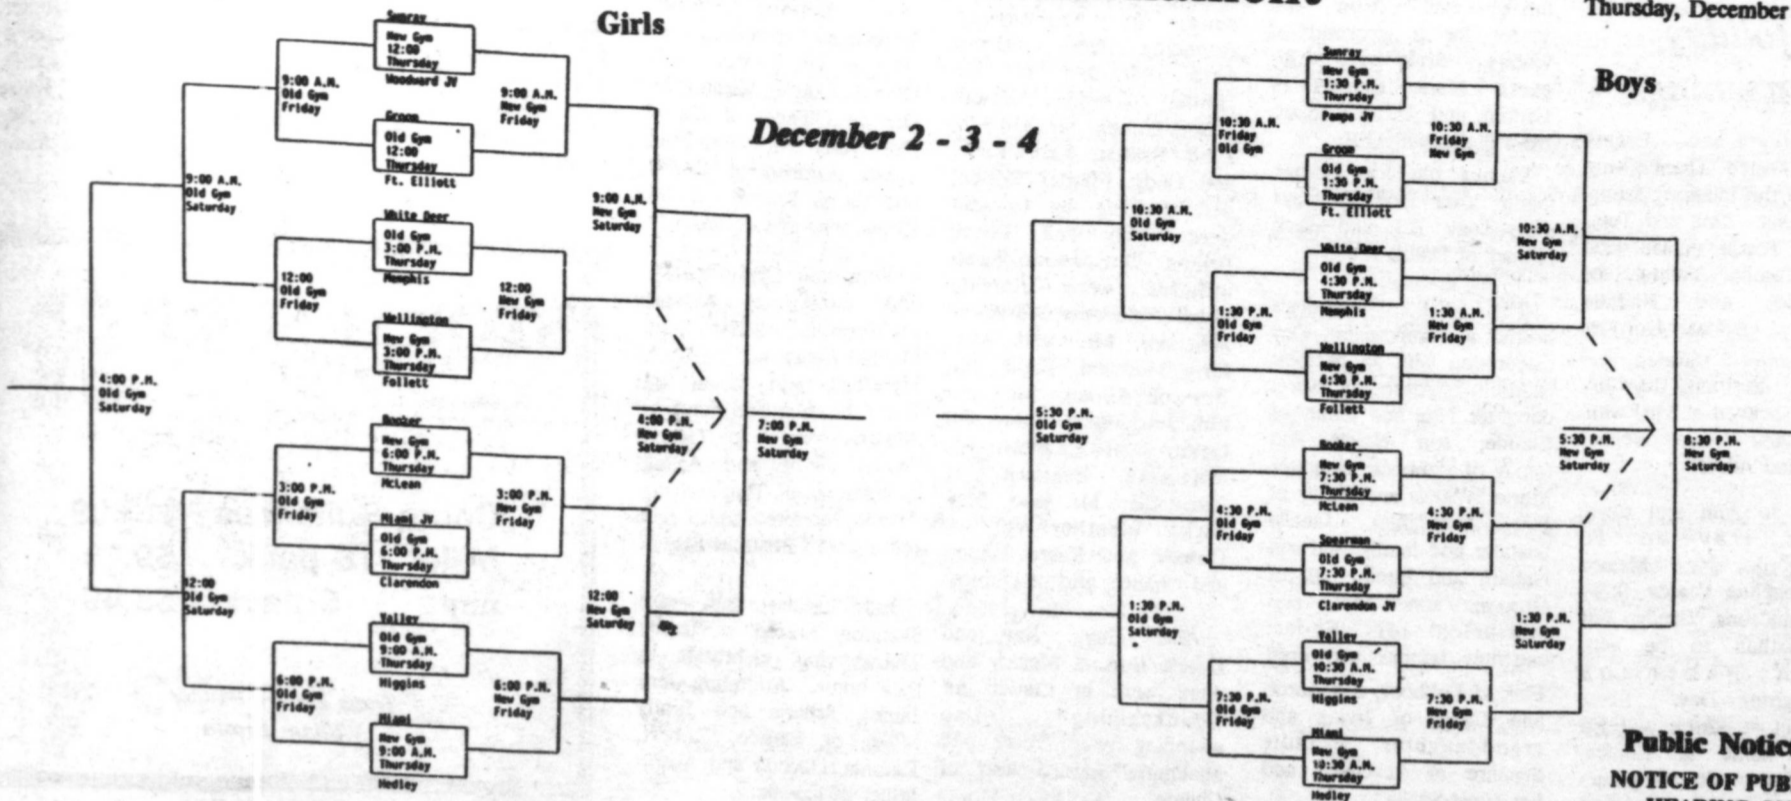 Thursday, December
Girls
Boys
December 2 - 3 - 4
Sunray
New Gym
12:00
Thursday
Woodward JV
Groom
Old Gym
12:00
Thursday
Ft. Elliott
White Deer
Old Gym
3:00 P.M.
Thursday
Memphis
Wellington
New Gym
3:00 P.M.
Thursday
Follett
Booker
New Gym
6:00 P.M.
Thursday
McLean
Miami JV
Old Gym
6:00 P.M.
Thursday
Clarendon
Valley
Old Gym
9:00 A.M.
Thursday
Higgins
Miami
New Gym
9:00 A.M.
Thursday
Hedley
9:00 A.M.
Old Gym
Friday
12:00
Old Gym
Friday
3:00 P.M.
Old Gym
Friday
6:00 P.M.
Old Gym
Friday
9:00 A.M.
Old Gym
Saturday
12:00
Old Gym
Saturday
4:00 P.M.
Old Gym
Saturday
9:00 A.M.
New Gym
Friday
12:00
New Gym
Friday
3:00 P.M.
New Gym
Friday
6:00 P.M.
New Gym
Friday
9:00 A.M.
New Gym
Saturday
12:00
New Gym
Saturday
4:00 P.M.
New Gym
Saturday
7:00 P.M.
New Gym
Saturday
Sunray
New Gym
1:30 P.M.
Thursday
Pampa JV
Groom
Old Gym
1:30 P.M.
Thursday
Ft. Elliott
White Deer
Old Gym
4:30 P.M.
Thursday
Memphis
Wellington
New Gym
4:30 P.M.
Thursday
Follett
Booker
New Gym
7:30 P.M.
Thursday
McLean
Spearman
Old Gym
7:30 P.M.
Thursday
Clarendon JV
Valley
Old Gym
10:30 A.M.
Thursday
Higgins
Miami
New Gym
10:30 A.M.
Thursday
Hedley
10:30 A.M.
Friday
Old Gym
1:30 P.M.
Old Gym
Friday
4:30 P.M.
Old Gym
Friday
7:30 P.M.
Old Gym
Friday
10:30 A.M.
Old Gym
Saturday
1:30 P.M.
Old Gym
Saturday
5:30 P.M.
Old Gym
Saturday
10:30 A.M.
Friday
New Gym
1:30 A.M.
New Gym
Friday
4:30 P.M.
New Gym
Friday
7:30 P.M.
New Gym
Friday
10:30 A.M.
New Gym
Saturday
1:30 P.M.
New Gym
Saturday
5:30 P.M.
New Gym
Saturday
8:30 P.M.
New Gym
Saturday
Public Notice
NOTICE OF PUB